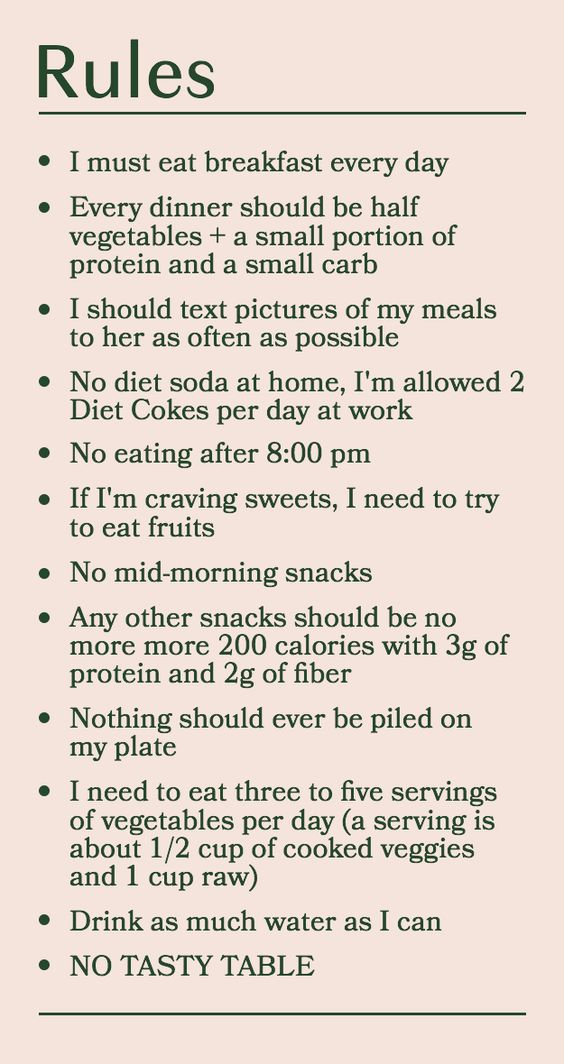 Rules
• I must eat breakfast every day
• Every dinner should be half
vegetables + a small portion of
protein and a small carb
• I should text pictures of my meals
to her as often as possible
• No diet soda at home, I'm allowed 2
Diet Cokes per day at work
• No eating after 8:00 pm
• If I'm craving sweets, I need to try
to eat fruits
• No mid-morning snacks
• Any other snacks should be no
more more 200 calories with 3g of
protein and 2g of fiber
• Nothing should ever be piled on
my plate
• I need to eat three to five servings
of vegetables per day (a serving is
about 1/2 cup of cooked veggies
and 1 cup raw)
• Drink as much water as I can
• NO TASTY TABLE